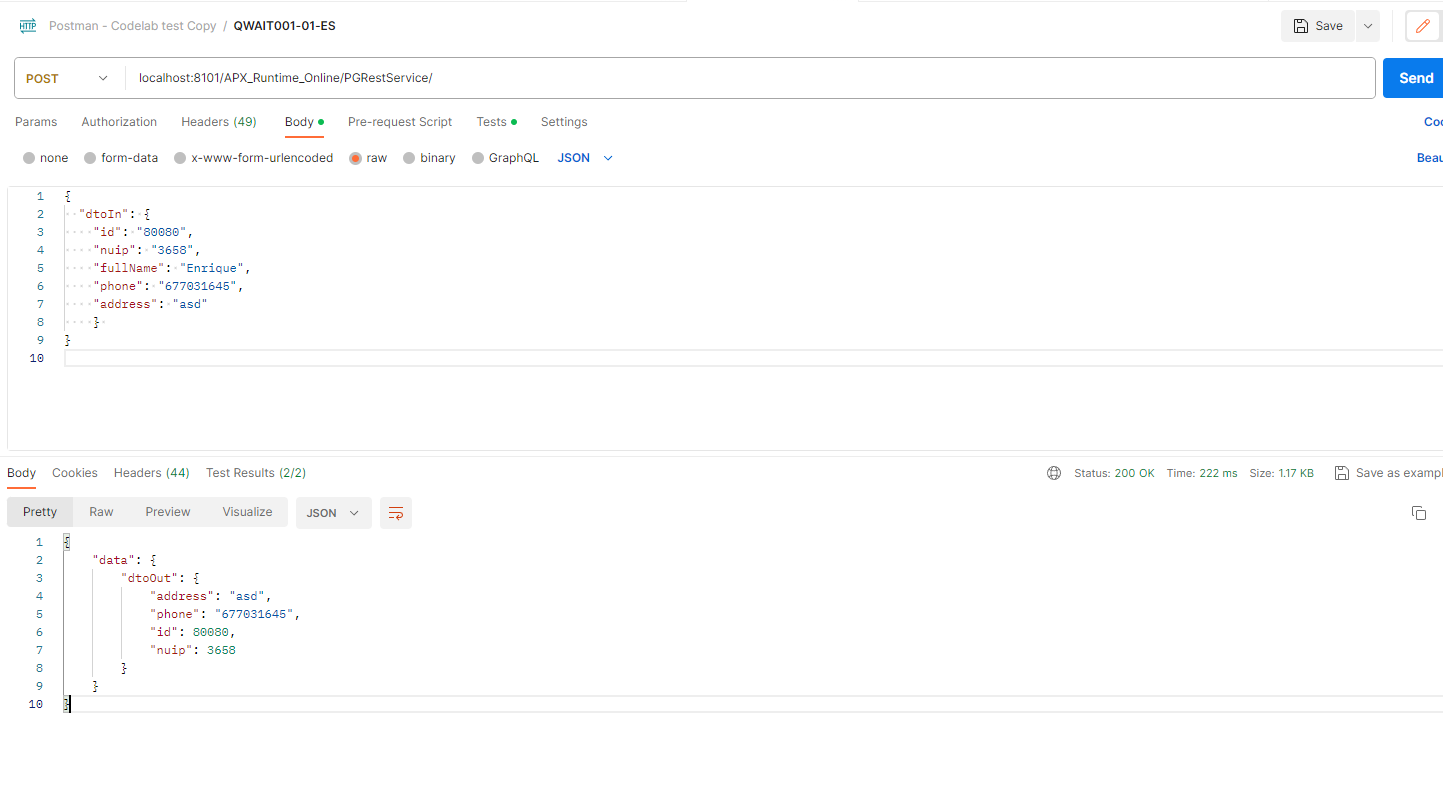 HTTP Postman - Codelab test Copy / QWAIT001-01-ES Save
POST localhost:8101/APX_Runtime_Online/PGRestService/ Send
Params Authorization Headers (49) Body Pre-request Script Tests Settings Coo
none form-data x-www-form-urlencoded raw binary GraphQL JSON Beau
1 {
2 "dtoIn": {
3 "id": "80080",
4 "nuip": "3658",
5 "fullName": "Enrique",
6 "phone": "677031645",
7 "address": "asd"
8 }
9 }
10
Body Cookies Headers (44) Test Results (2/2) Status: 200 OK Time: 222 ms Size: 1.17 KB Save as exampl
Pretty Raw Preview Visualize JSON
1 {
2 "data": {
3 "dtoOut": {
4 "address": "asd",
5 "phone": "677031645",
6 "id": 80080,
7 "nuip": 3658
8 }
9 }
10 }